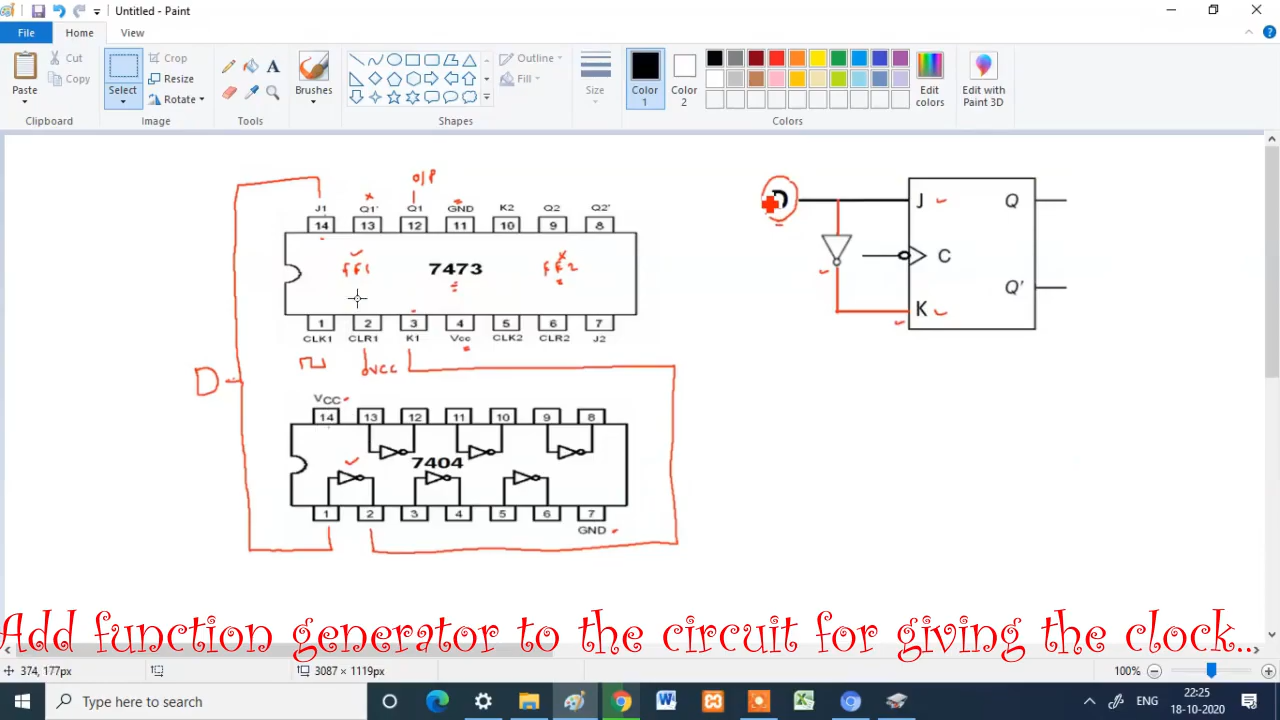 Untitled - Paint
File Home View
Paste
Cut
Copy
Clipboard
Select
Crop
Resize
Rotate
Image
Tools
Brushes
Shapes
Outline
Fill
Size
Color 1
Color 2
Colors
Edit colors
Edit with Paint 3D
O/P
J1 Q1' Q1 GND K2 Q2 Q2'
14 13 12 11 10 9 8
FF1 7473 FF2
1 2 3 4 5 6 7
CLK1 CLR1 K1 Vcc CLK2 CLR2 J2
VCC
D
VCC
14 13 12 11 10 9 8
7404
1 2 3 4 5 6 7
GND
D
J Q
C
K Q'
Add function generator to the circuit for giving the clock..
374, 177px
3087 × 1119px
100%
Type here to search
ENG
22:25
18-10-2020